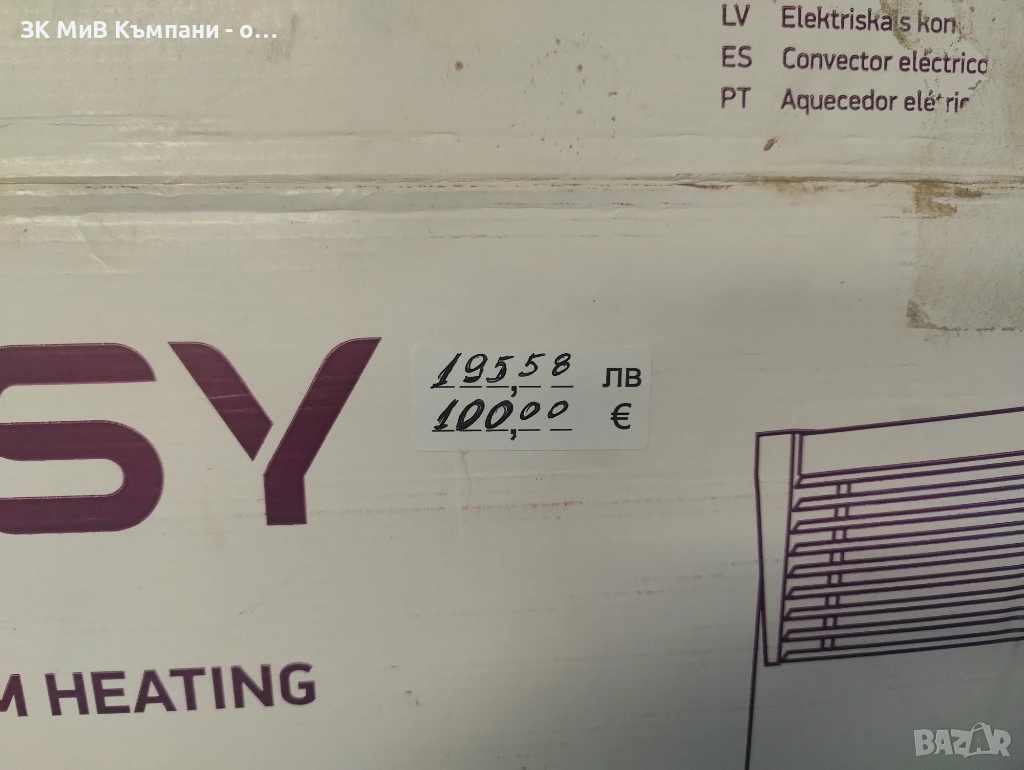 ЗК МиВ Къмпани - о...
LV Elektriskais kon
ES Convector eléctrico
PT Aquecedor elétric
SY
195,58 ЛВ
100,00 €
M HEATING
BAZAR